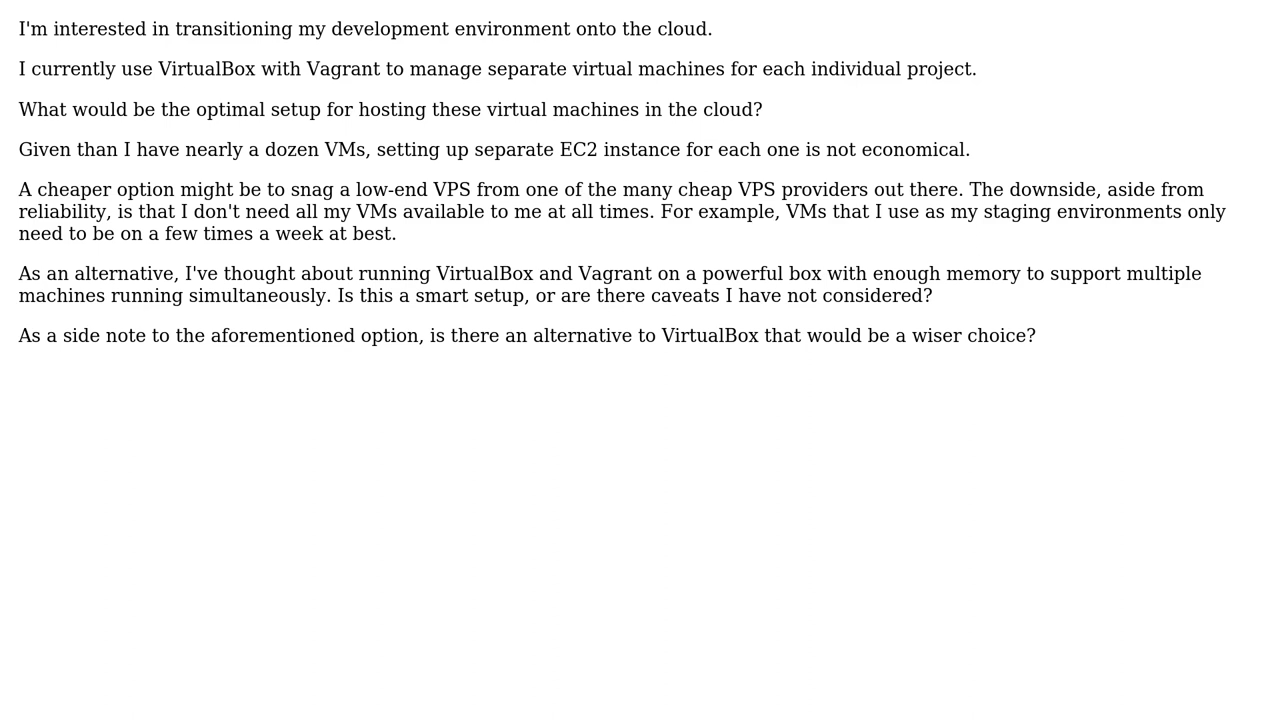 I'm interested in transitioning my development environment onto the cloud.
I currently use VirtualBox with Vagrant to manage separate virtual machines for each individual project.
What would be the optimal setup for hosting these virtual machines in the cloud?
Given than I have nearly a dozen VMs, setting up separate EC2 instance for each one is not economical.
A cheaper option might be to snag a low-end VPS from one of the many cheap VPS providers out there. The downside, aside from
reliability, is that I don't need all my VMs available to me at all times. For example, VMs that I use as my staging environments only
need to be on a few times a week at best.
As an alternative, I've thought about running VirtualBox and Vagrant on a powerful box with enough memory to support multiple
machines running simultaneously. Is this a smart setup, or are there caveats I have not considered?
As a side note to the aforementioned option, is there an alternative to VirtualBox that would be a wiser choice?